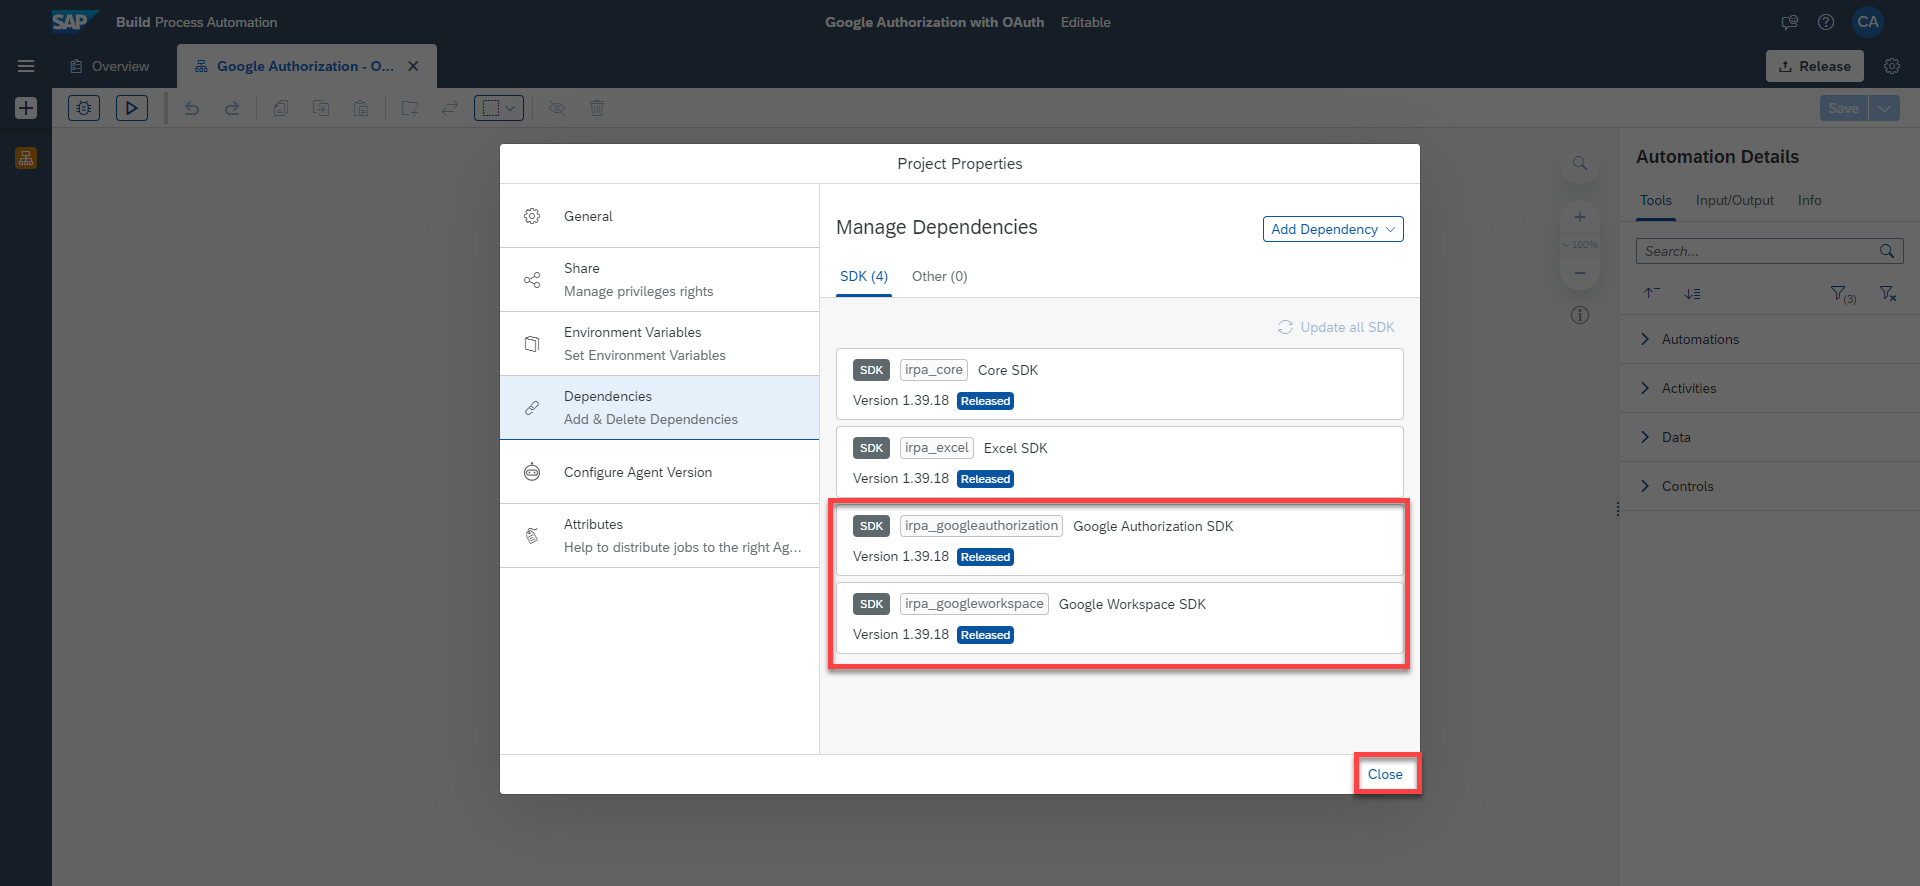 SAP Build Process Automation
Google Authorization with OAuth Editable
CA
Overview
Google Authorization - O...
Release
Save
Project Properties
General
Share
Manage privileges rights
Environment Variables
Set Environment Variables
Dependencies
Add & Delete Dependencies
Configure Agent Version
Attributes
Help to distribute jobs to the right Ag...
Manage Dependencies
Add Dependency
SDK (4) Other (0)
Update all SDK
SDK irpa_core Core SDK
Version 1.39.18 Released
SDK irpa_excel Excel SDK
Version 1.39.18 Released
SDK irpa_googleauthorization Google Authorization SDK
Version 1.39.18 Released
SDK irpa_googleworkspace Google Workspace SDK
Version 1.39.18 Released
Close
100%
Automation Details
Tools Input/Output Info
Search...
(3)
Automations
Activities
Data
Controls